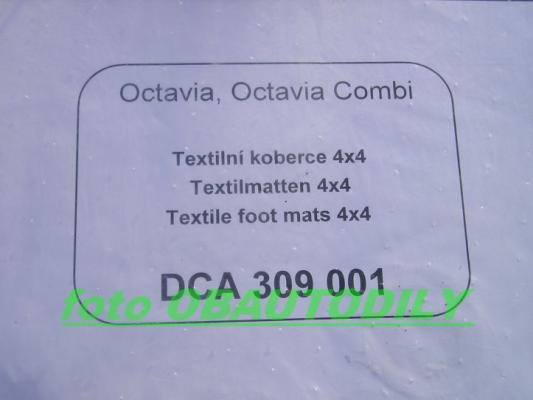 Octavia, Octavia Combi
Textilní koberce 4x4
Textilmatten 4x4
Textile foot mats 4x4
DCA 309 001
foto OBAUTODILY